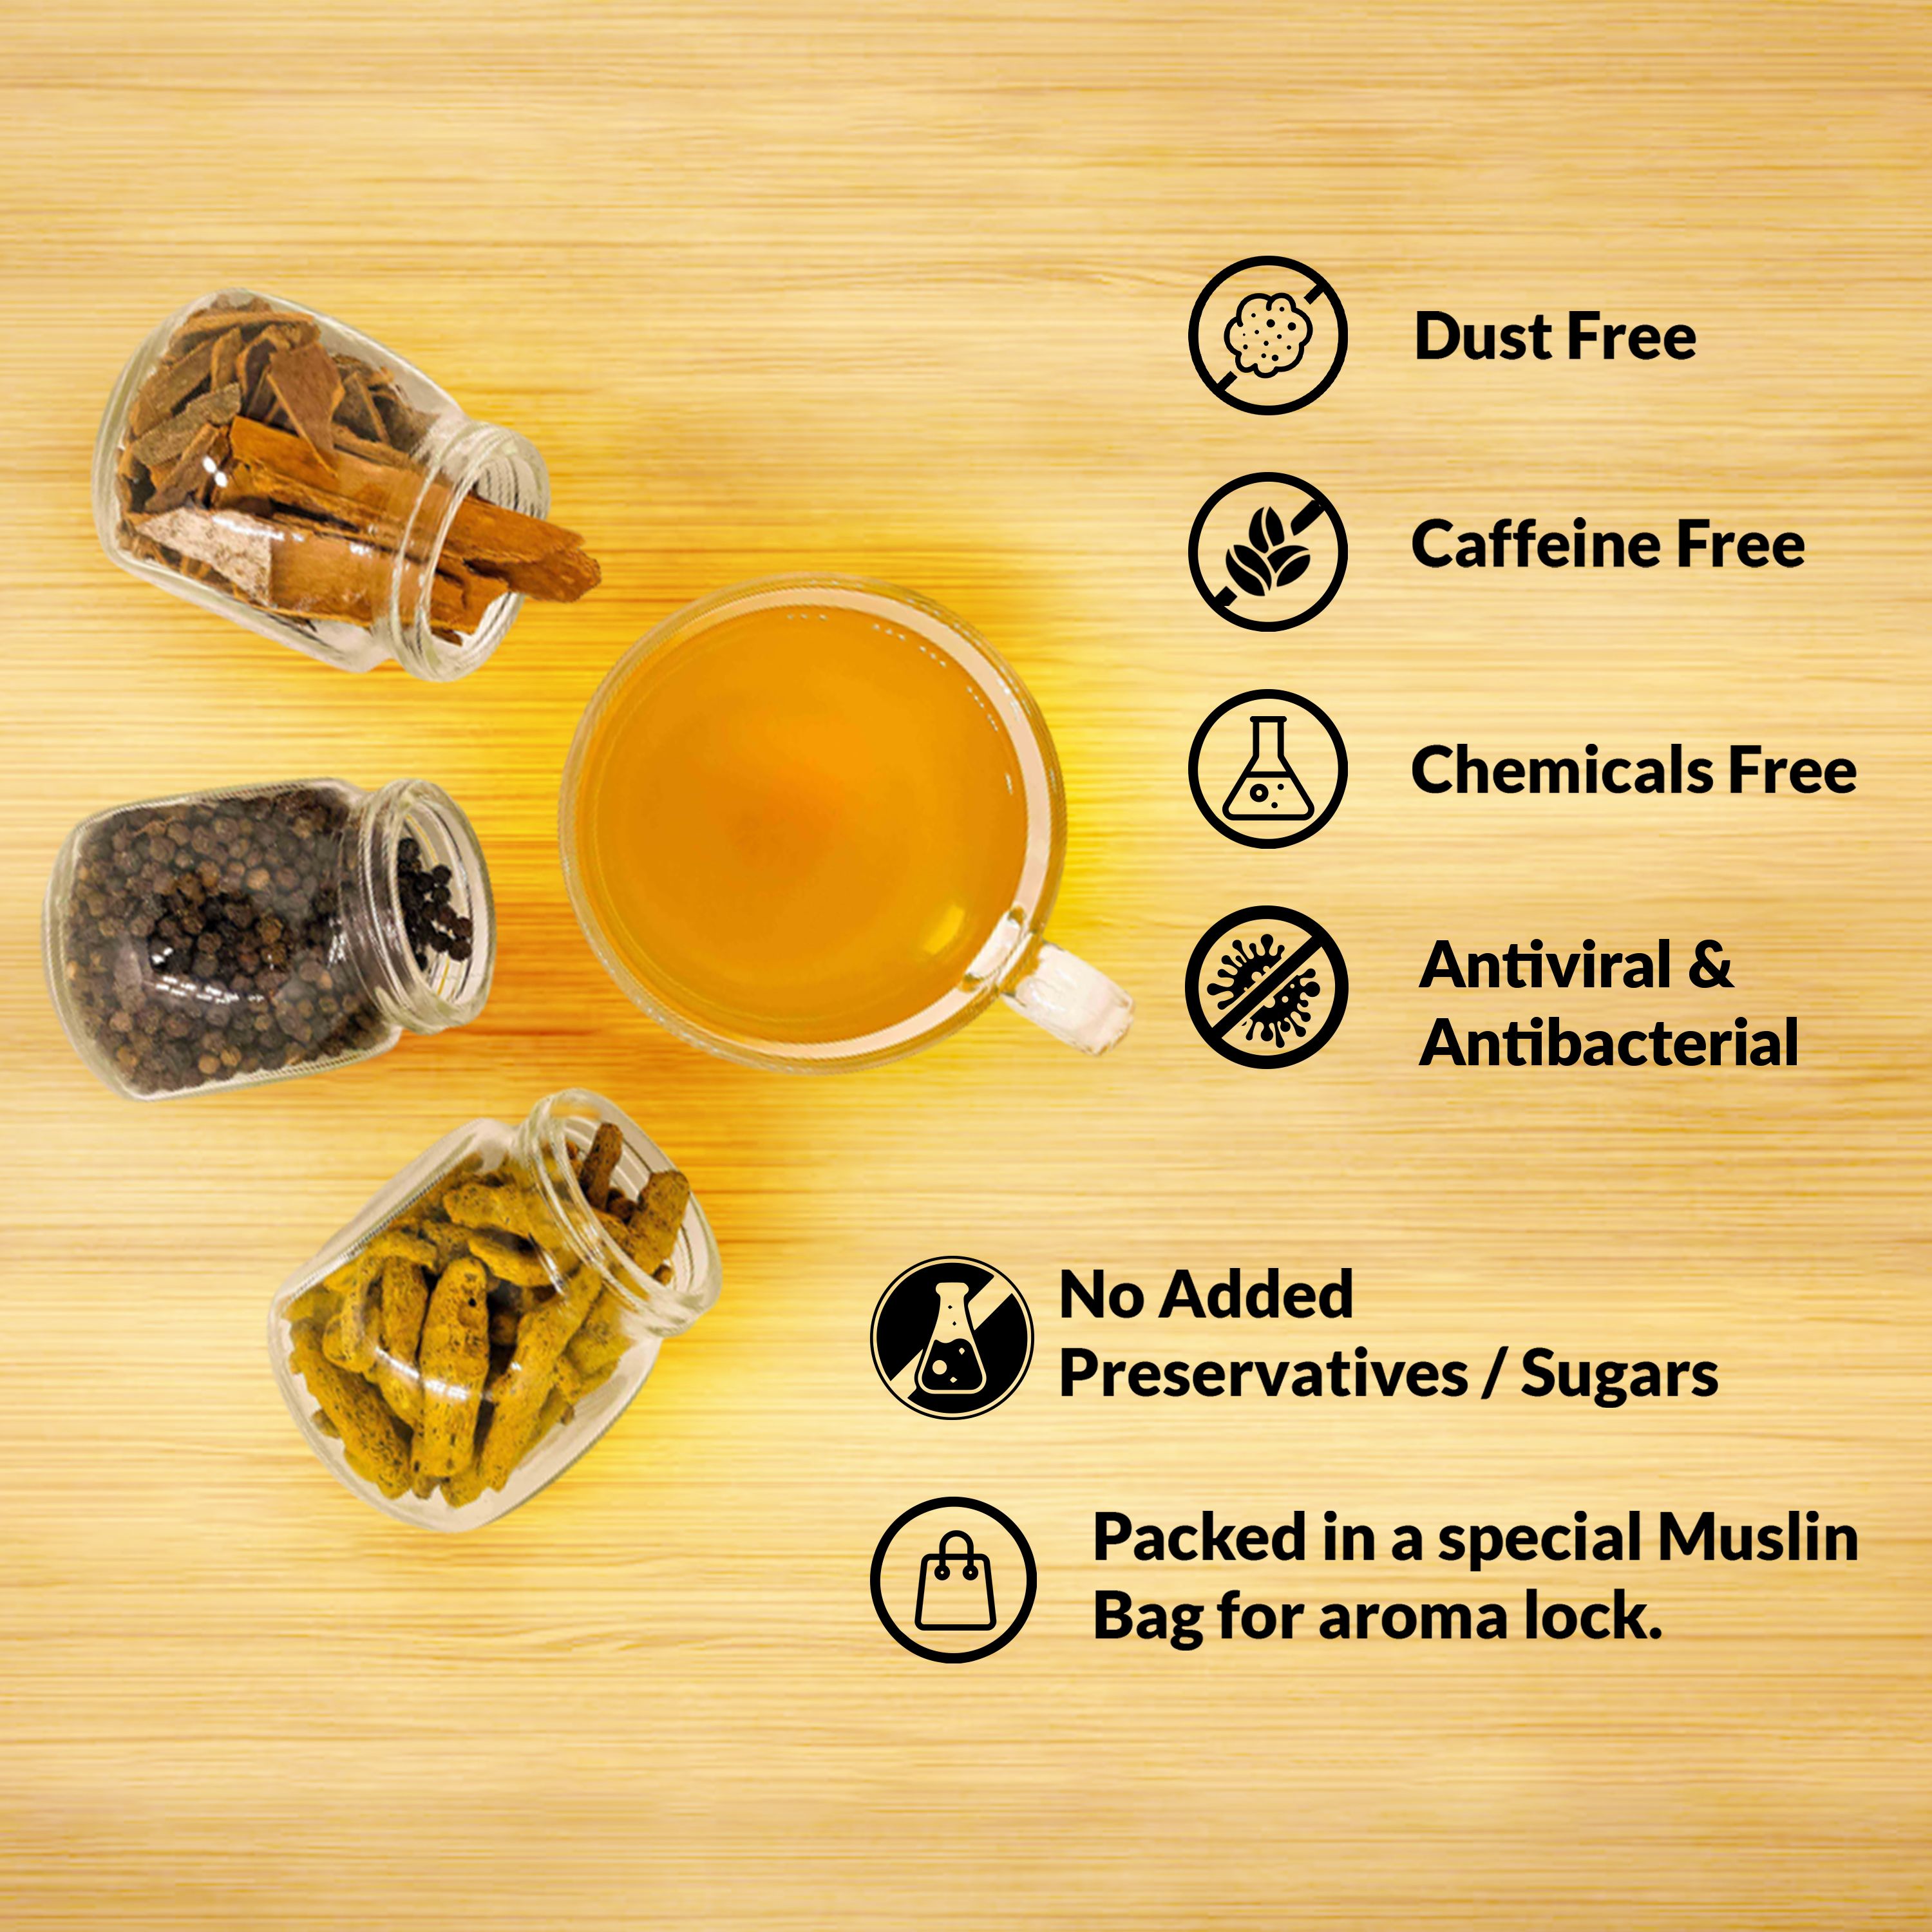 Dust Free
Caffeine Free
Chemicals Free
Antiviral &
Antibacterial
No Added
Preservatives / Sugars
Packed in a special Muslin
Bag for aroma lock.